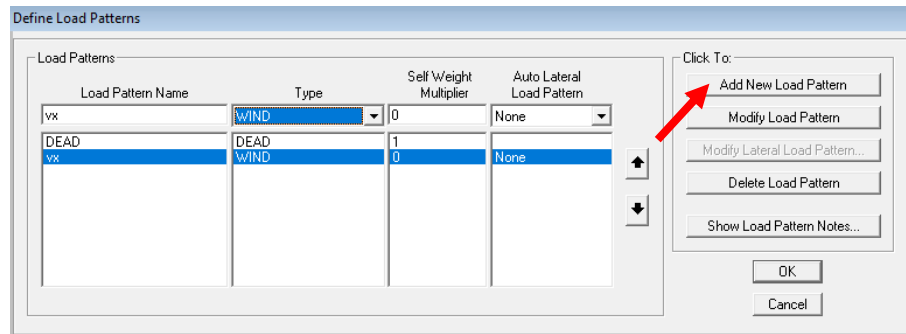 Define Load Patterns
Load Patterns
Click To:
Load Pattern Name
Type
Self Weight
Multiplier
Auto Lateral
Load Pattern
vx
WIND
0
None
DEAD
DEAD
1
vx
WIND
0
None
Add New Load Pattern
Modify Load Pattern
Modify Lateral Load Pattern...
Delete Load Pattern
Show Load Pattern Notes...
OK
Cancel